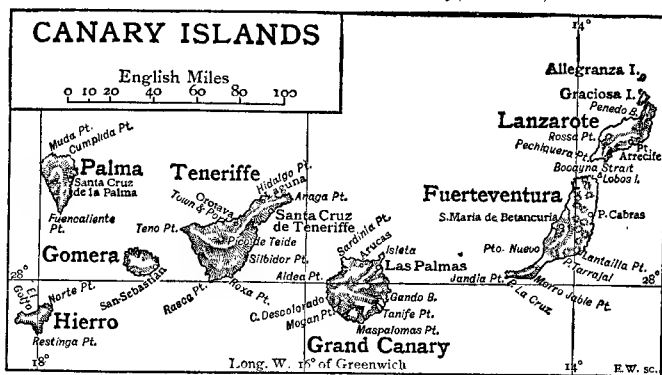 14°
CANARY ISLANDS
English Miles
0 10 20 40 60 80 100
Allegranza I.
Graciosa I.
Penedo B.
Lanzarote
Rossa Pt.
Pechiquera Pt.
Pt.
Arrecife
Bocayna Strait
Lobos I.
Muda Pt.
Cumplida Pt.
Palma
Santa Cruz
de la Palma
Fuencaliente
Pt.
Teneriffe
Hidalgo Pt.
Laguna
Orotava
Town & Port
Anaga Pt.
Santa Cruz
de Teneriffe
Teno Pt.
Pico de Teide
Silbidor Pt.
Rasca Pt.
Roxa Pt.
Fuerteventura
S. Maria de Betancuria
P. Cabras
Pto. Nuevo
Chantailla Pt.
P. Tarrajal
Jandia Pt.
P. La Cruz
Morro Jable Pt.
Gomera
San-Sebastian
28°
28°
Sardinia Pt.
Arucas
Isleta
Las Palmas
Aldea Pt.
Gando B.
C. Descolorado
Mogan Pt.
Tanife Pt.
Maspalomas Pt.
Grand Canary
El
Golfo
Norte Pt.
Hierro
Restinga Pt.
18°
Long. W. 16° of Greenwich
14°
E.W. sc.